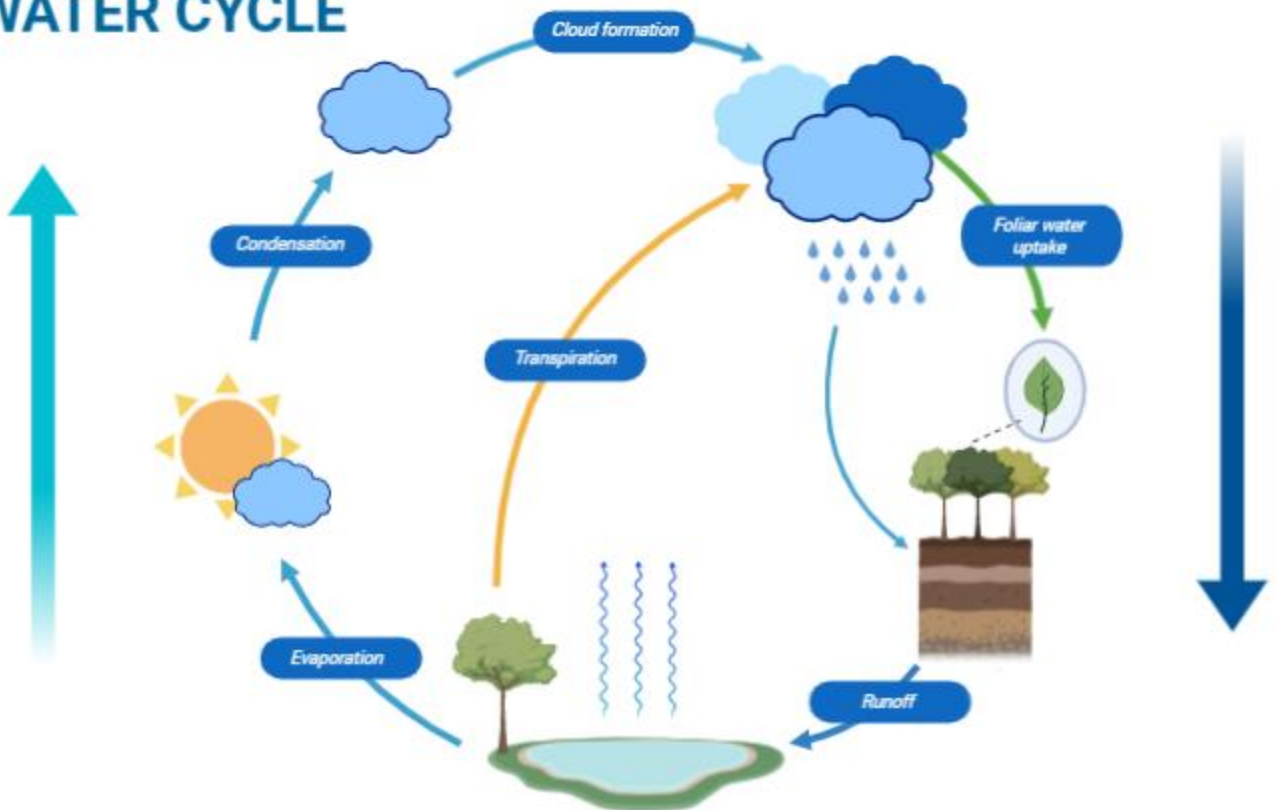 WATER CYCLE
Cloud formation
Condensation
Foliar water
uptake
Transpiration
Evaporation
Runoff